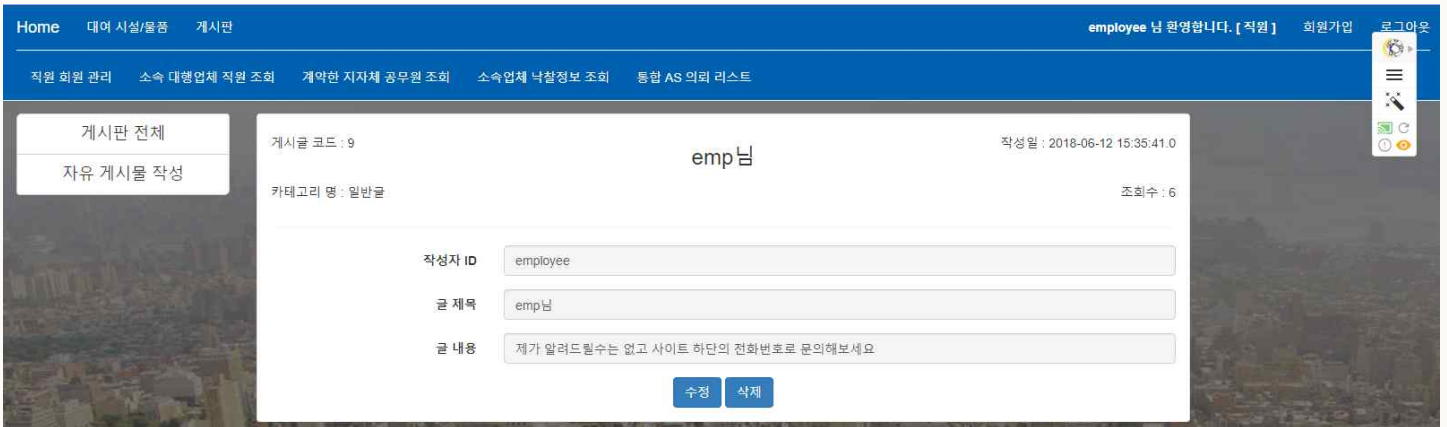 Home 대여 시설/물품 게시판 employee 님 환영합니다. [ 직원 ] 회원가입 로그아웃
직원 회원 관리 소속 대행업체 직원 조회 계약한 지자체 공무원 조회 소속업체 낙찰정보 조회 통합 AS 의뢰 리스트
게시판 전체
자유 게시물 작성
게시글 코드 : 9
emp님
작성일 : 2018-06-12 15:35:41.0
카테고리 명 : 일반글
조회수 : 6
작성자 ID employee
글 제목 emp님
글 내용 제가 알려드릴수는 없고 사이트 하단의 전화번호로 문의해보세요
수정 삭제